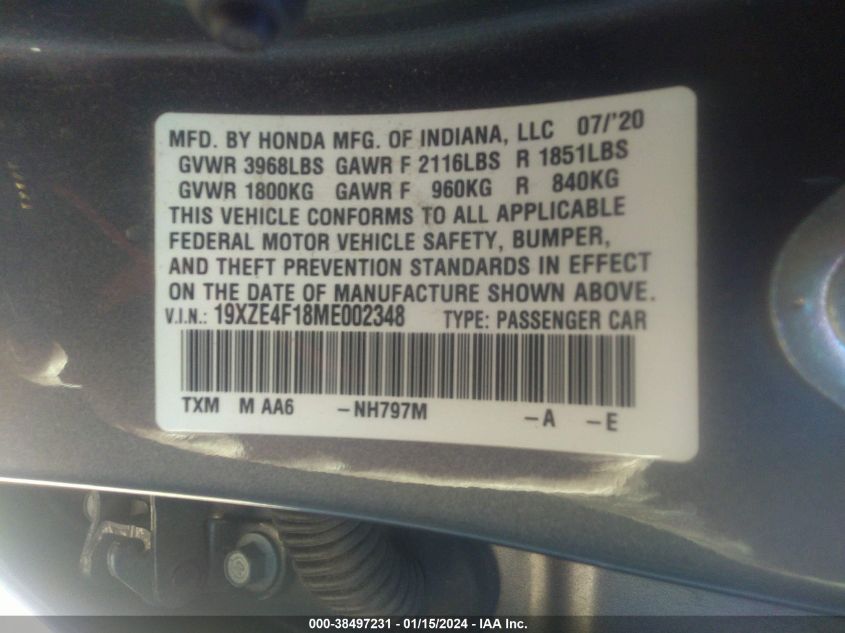 MFD. BY HONDA MFG. OF INDIANA, LLC 07/'20
GVWR 3968LBS GAWR F 2116LBS R 1851LBS
GVWR 1800KG GAWR F 960KG R 840KG
THIS VEHICLE CONFORMS TO ALL APPLICABLE
FEDERAL MOTOR VEHICLE SAFETY, BUMPER,
AND THEFT PREVENTION STANDARDS IN EFFECT
ON THE DATE OF MANUFACTURE SHOWN ABOVE.
V.I.N.: 19XZE4F18ME002348 TYPE: PASSENGER CAR
TXM M AA6 -NH797M -A -E
000-38497231 - 01/15/2024 - IAA Inc.